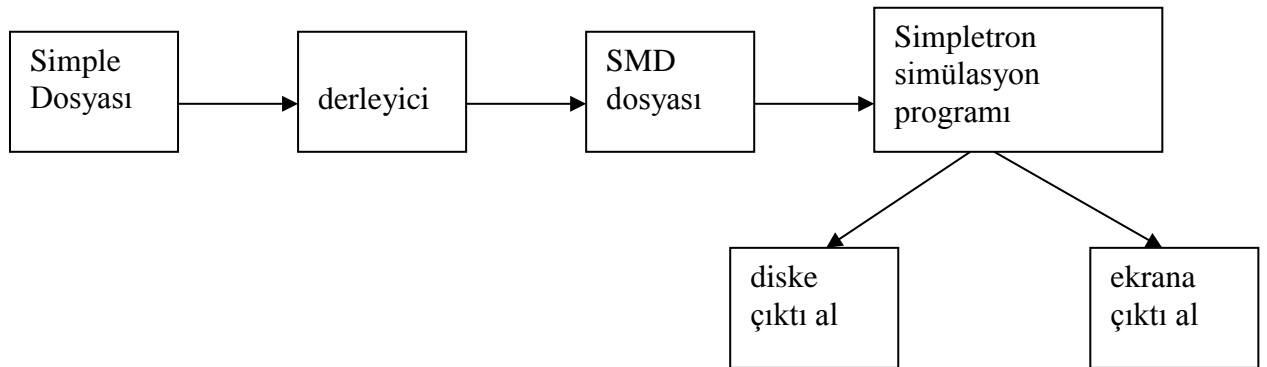 Simple
Dosyası
derleyici
SMD
dosyası
Simpletron
simülasyon
programı
diske
çıktı al
ekrana
çıktı al